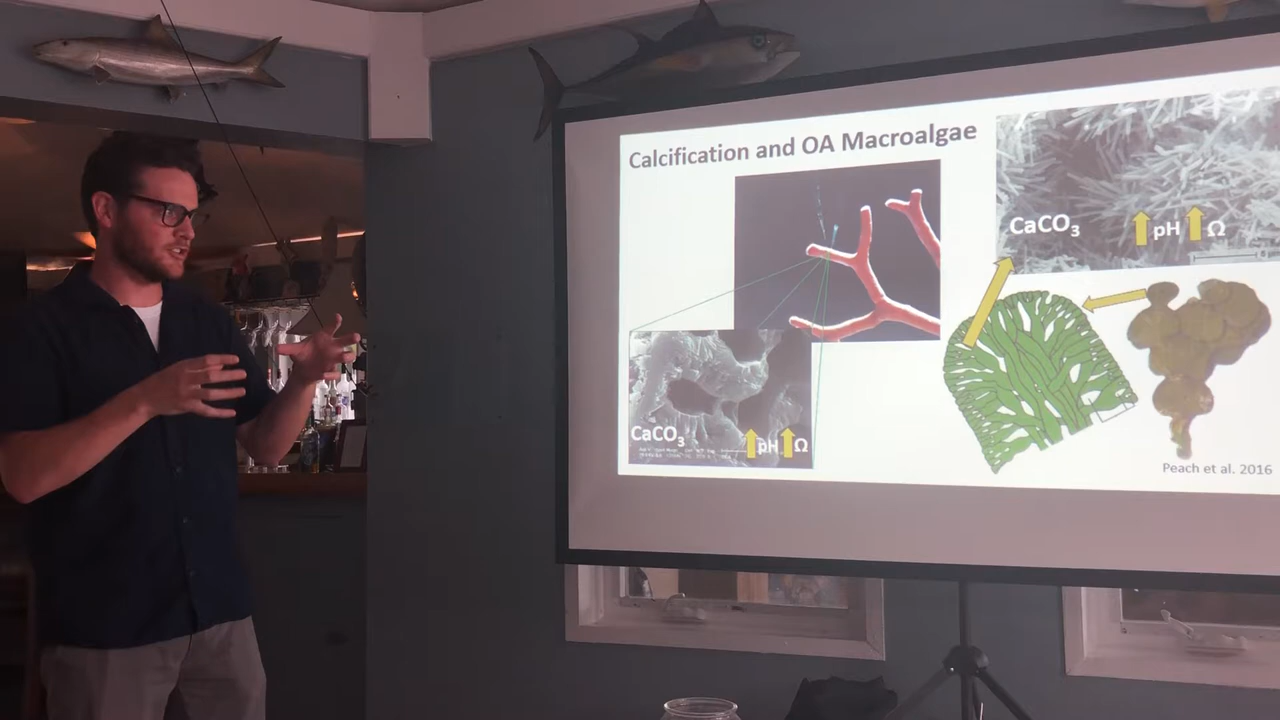 Calcification and OA Macroalgae
CaCO₃
pH Ω
CaCO₃
pH Ω
Peach et al. 2016